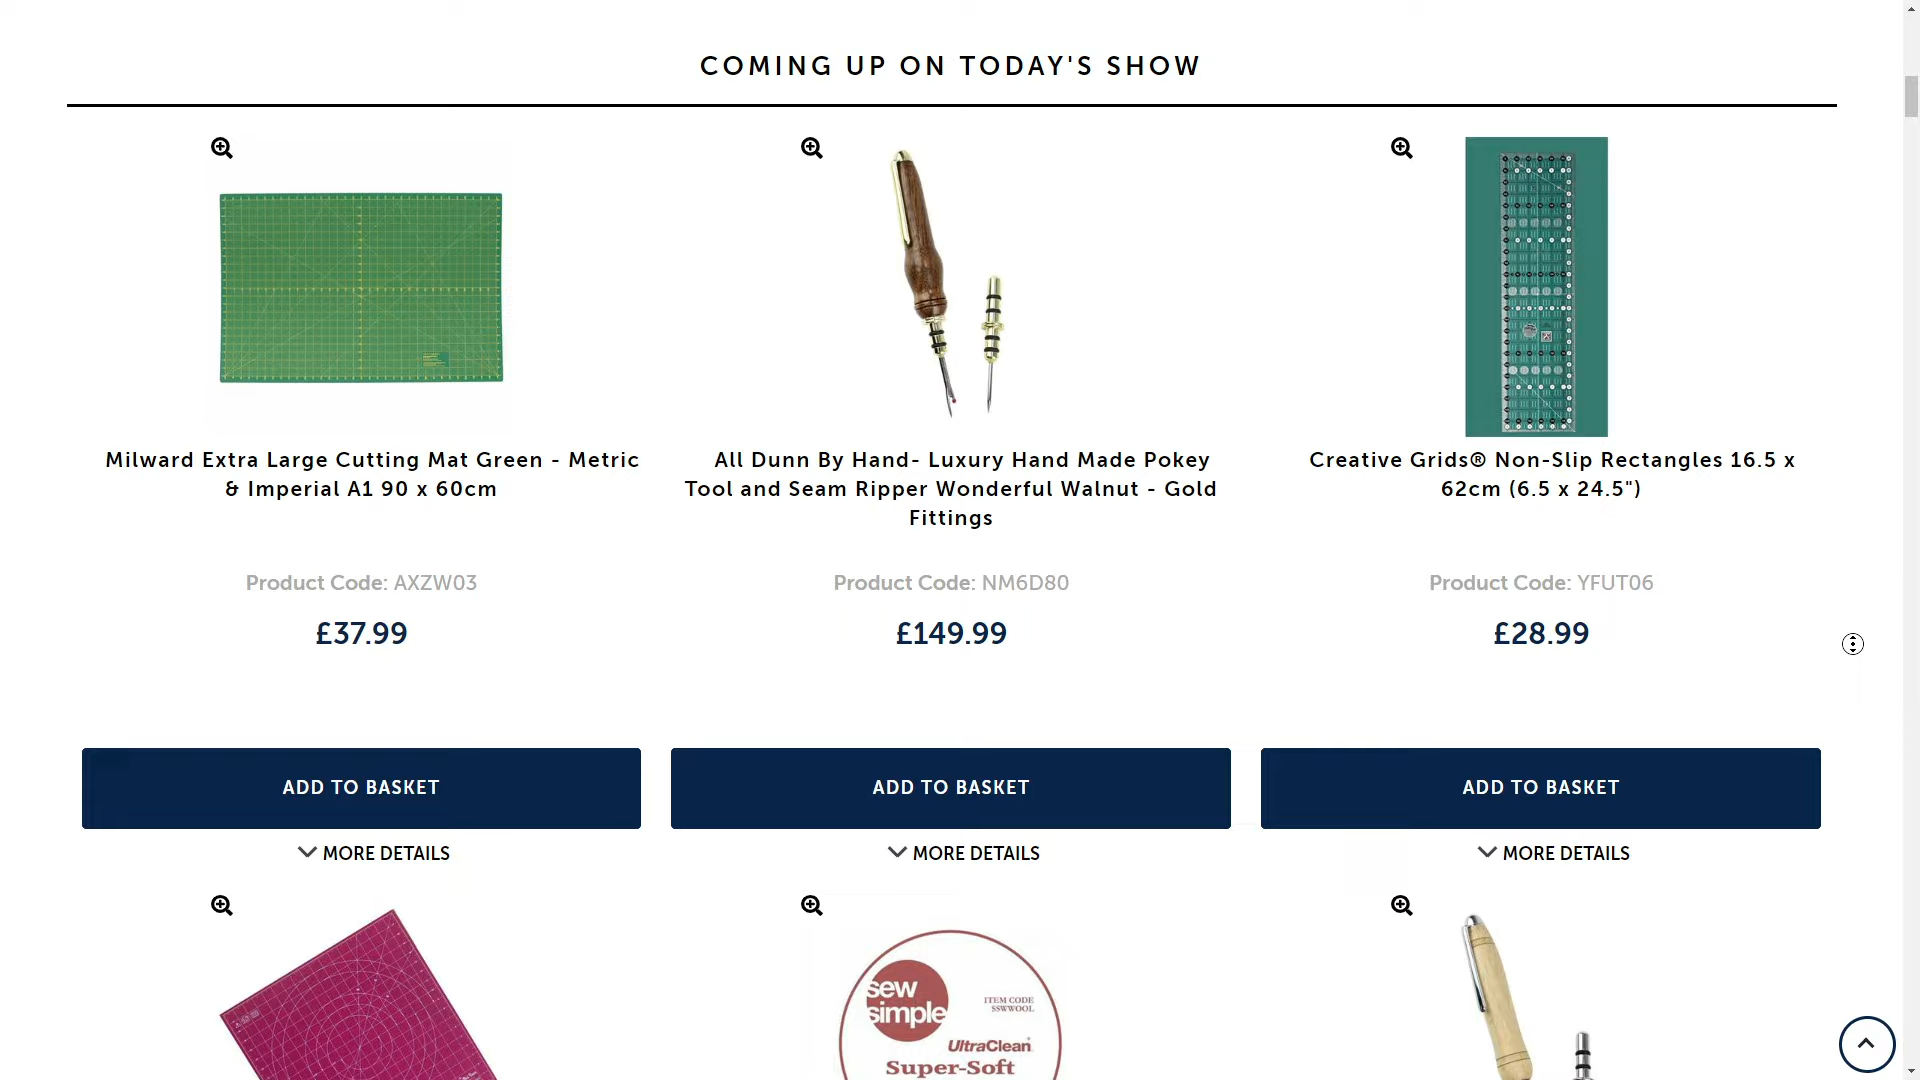 COMING UP ON TODAY'S SHOW
Milward Extra Large Cutting Mat Green - Metric
& Imperial A1 90 x 60cm
Product Code: AXZW03
£37.99
ADD TO BASKET
MORE DETAILS
All Dunn By Hand- Luxury Hand Made Pokey
Tool and Seam Ripper Wonderful Walnut - Gold
Fittings
Product Code: NM6D80
£149.99
ADD TO BASKET
MORE DETAILS
Creative Grids® Non-Slip Rectangles 16.5 x
62cm (6.5 x 24.5")
Product Code: YFUT06
£28.99
ADD TO BASKET
MORE DETAILS
sew
simple
ITEM CODE
SSWWOOL
UltraClean
Super-Soft